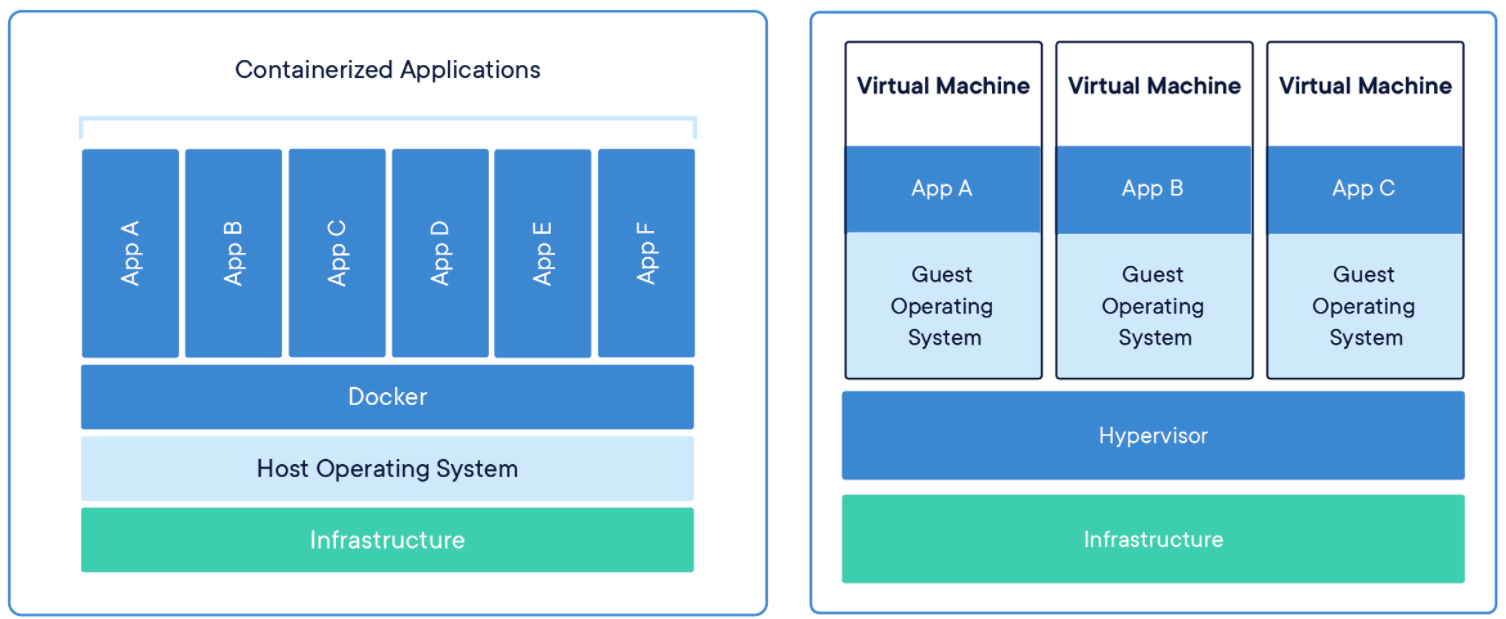 Containerized Applications
App A
App B
App C
App D
App E
App F
Docker
Host Operating System
Infrastructure
Virtual Machine
App A
Guest
Operating
System
Virtual Machine
App B
Guest
Operating
System
Virtual Machine
App C
Guest
Operating
System
Hypervisor
Infrastructure